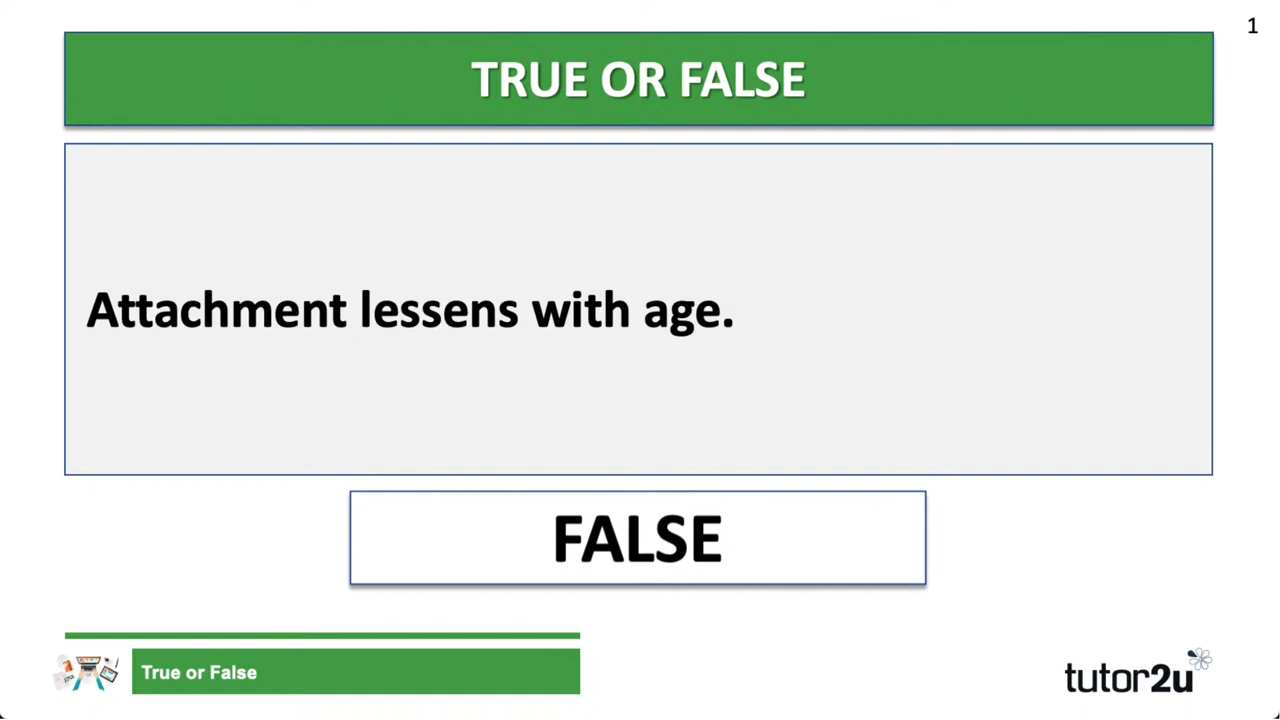 1
TRUE OR FALSE
Attachment lessens with age.
FALSE
True or False
tutor2u